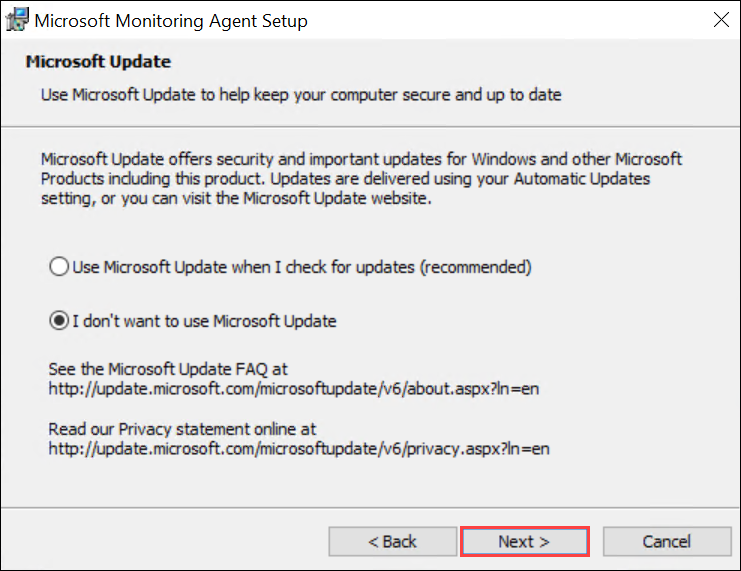 Microsoft Monitoring Agent Setup
Microsoft Update
Use Microsoft Update to help keep your computer secure and up to date
Microsoft Update offers security and important updates for Windows and other Microsoft
Products including this product. Updates are delivered using your Automatic Updates
setting, or you can visit the Microsoft Update website.
Use Microsoft Update when I check for updates (recommended)
I don't want to use Microsoft Update
See the Microsoft Update FAQ at
http://update.microsoft.com/microsoftupdate/v6/about.aspx?ln=en
Read our Privacy statement online at
http://update.microsoft.com/microsoftupdate/v6/privacy.aspx?ln=en
< Back
Next >
Cancel